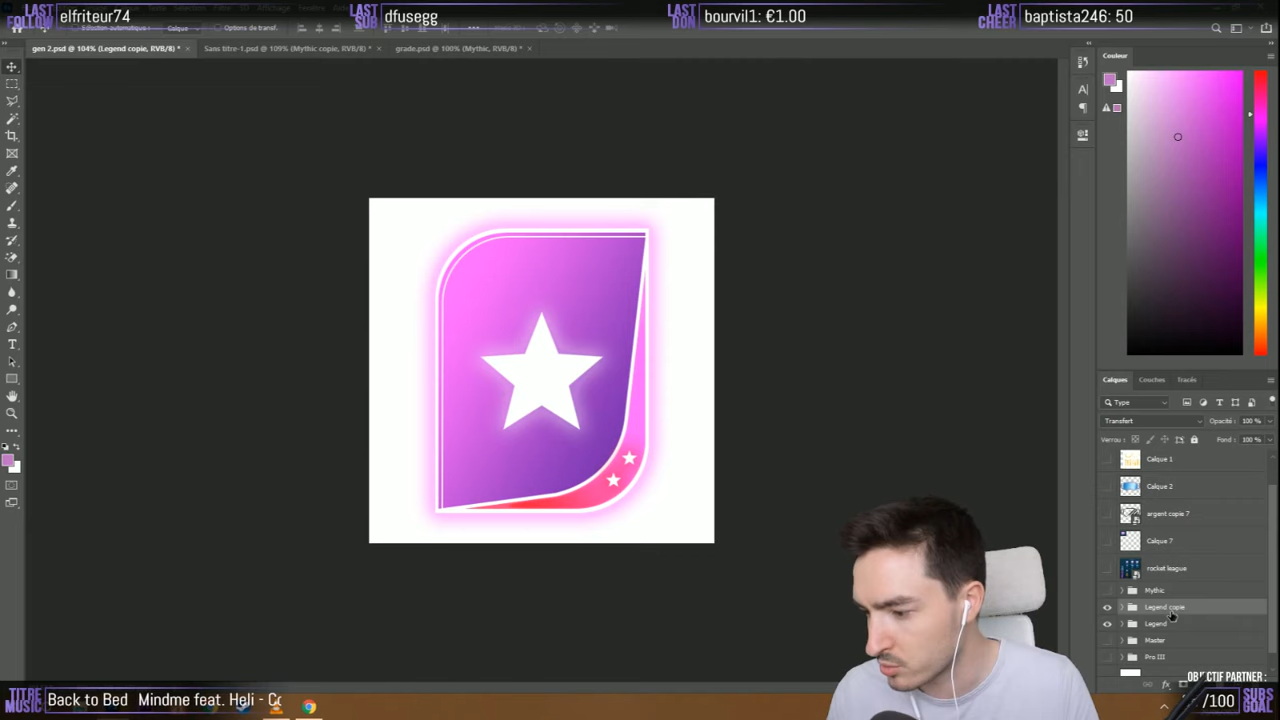 LAST FOLLOW elfriteur74
LAST SUB dfusegg
LAST DON bourvil1: €1.00
LAST CHEER baptista246: 50
Options de transf.
gen 2.psd @ 104% (Legend copie, RVB/8) * ×
Sans titre-1.psd @ 109% (Mythic copie, RVB/8) * ×
grade.psd @ 100% (Mythic, RVB/8) * ×
Couleur
Calques Couches Tracés
Type
Transfert
Opacité : 100 %
Verrou :
Fond : 100 %
Calque 1
Calque 2
argent copie 7
Calque 7
rocket league
Mythic
Legend copie
Legend
Master
Pro III
OBJECTIF PARTNER :
TITRE MUSIC Back to Bed Mindme feat. Heli - Co
/100 SUBS GOAL